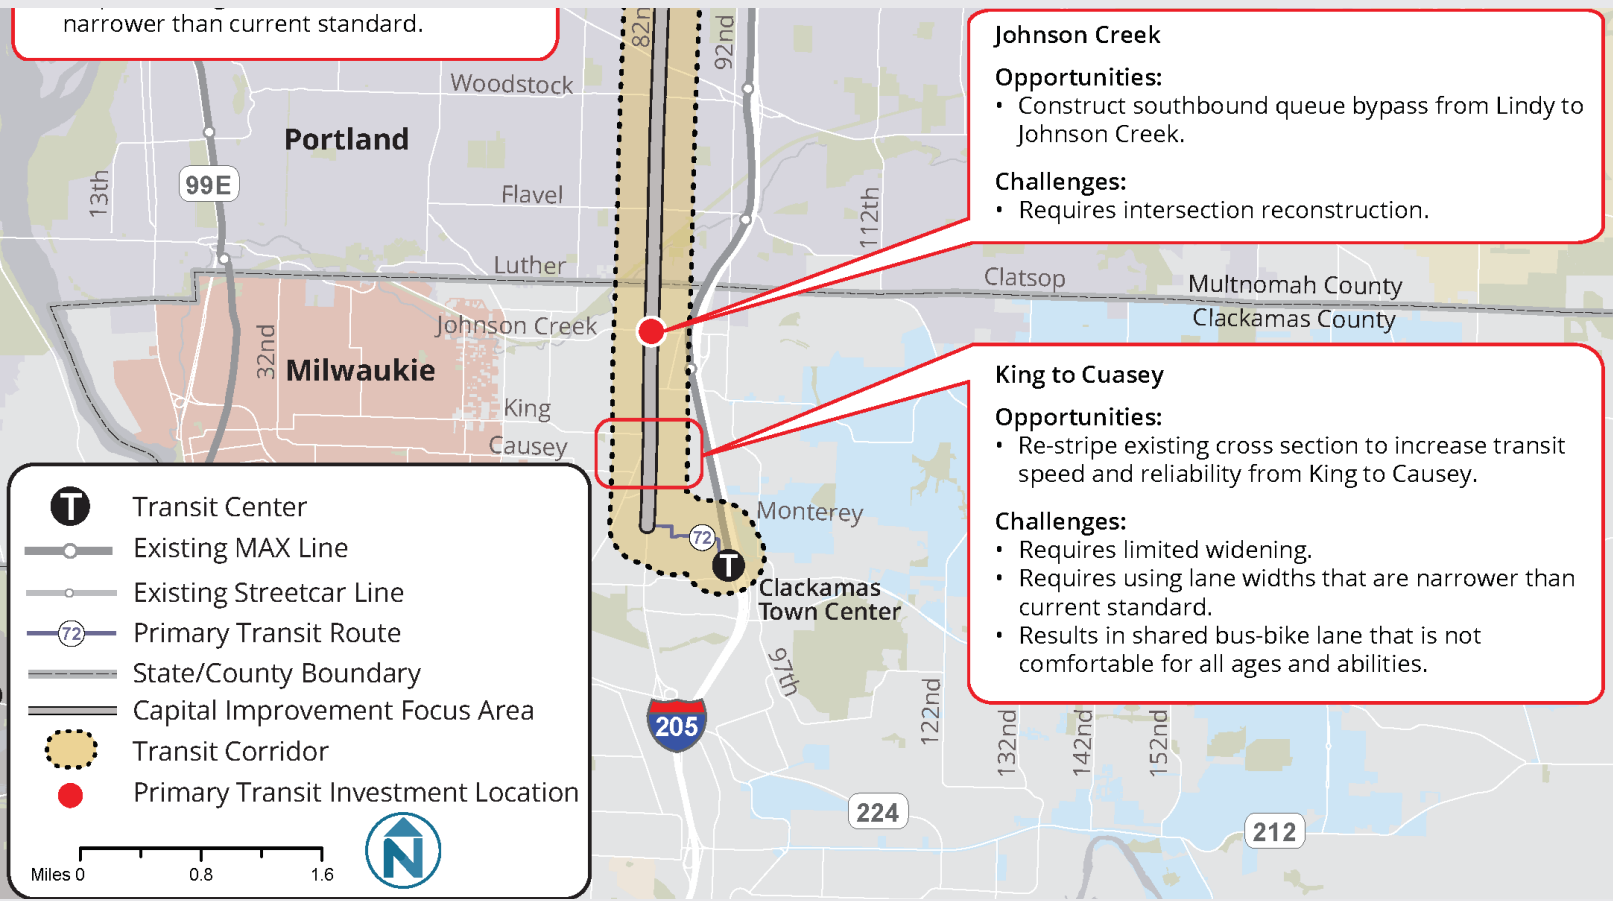 narrower than current standard.
82n
92nd
Johnson Creek
Opportunities:
• Construct southbound queue bypass from Lindy to
Johnson Creek.
Challenges:
• Requires intersection reconstruction.
Woodstock
Portland
99E
13th
Flavel
112th
Luther
Clatsop
Multnomah County
Clackamas County
Johnson Creek
32nd
Milwaukie
King
Causey
King to Cuasey
Opportunities:
• Re-stripe existing cross section to increase transit
speed and reliability from King to Causey.
Challenges:
• Requires limited widening.
• Requires using lane widths that are narrower than
current standard.
• Results in shared bus-bike lane that is not
comfortable for all ages and abilities.
Monterey
72
T
Clackamas
Town Center
97th
205
122nd
132nd
142nd
152nd
224
212
T Transit Center
Existing MAX Line
Existing Streetcar Line
72 Primary Transit Route
State/County Boundary
Capital Improvement Focus Area
Transit Corridor
Primary Transit Investment Location
Miles 0 0.8 1.6
N